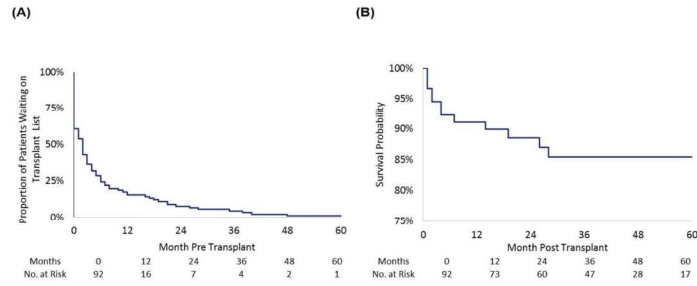 (A)
Proportion of Patients Waiting on
Transplant List
100%
75%
50%
25%
0%
0 12 24 36 48 60
Month Pre Transplant
Months 0 12 24 36 48 60
No. at Risk 92 16 7 4 2 1
(B)
Survival Probability
100%
95%
90%
85%
80%
75%
0 12 24 36 48 60
Month Post Transplant
Months 0 12 24 36 48 60
No. at Risk 92 73 60 47 28 17